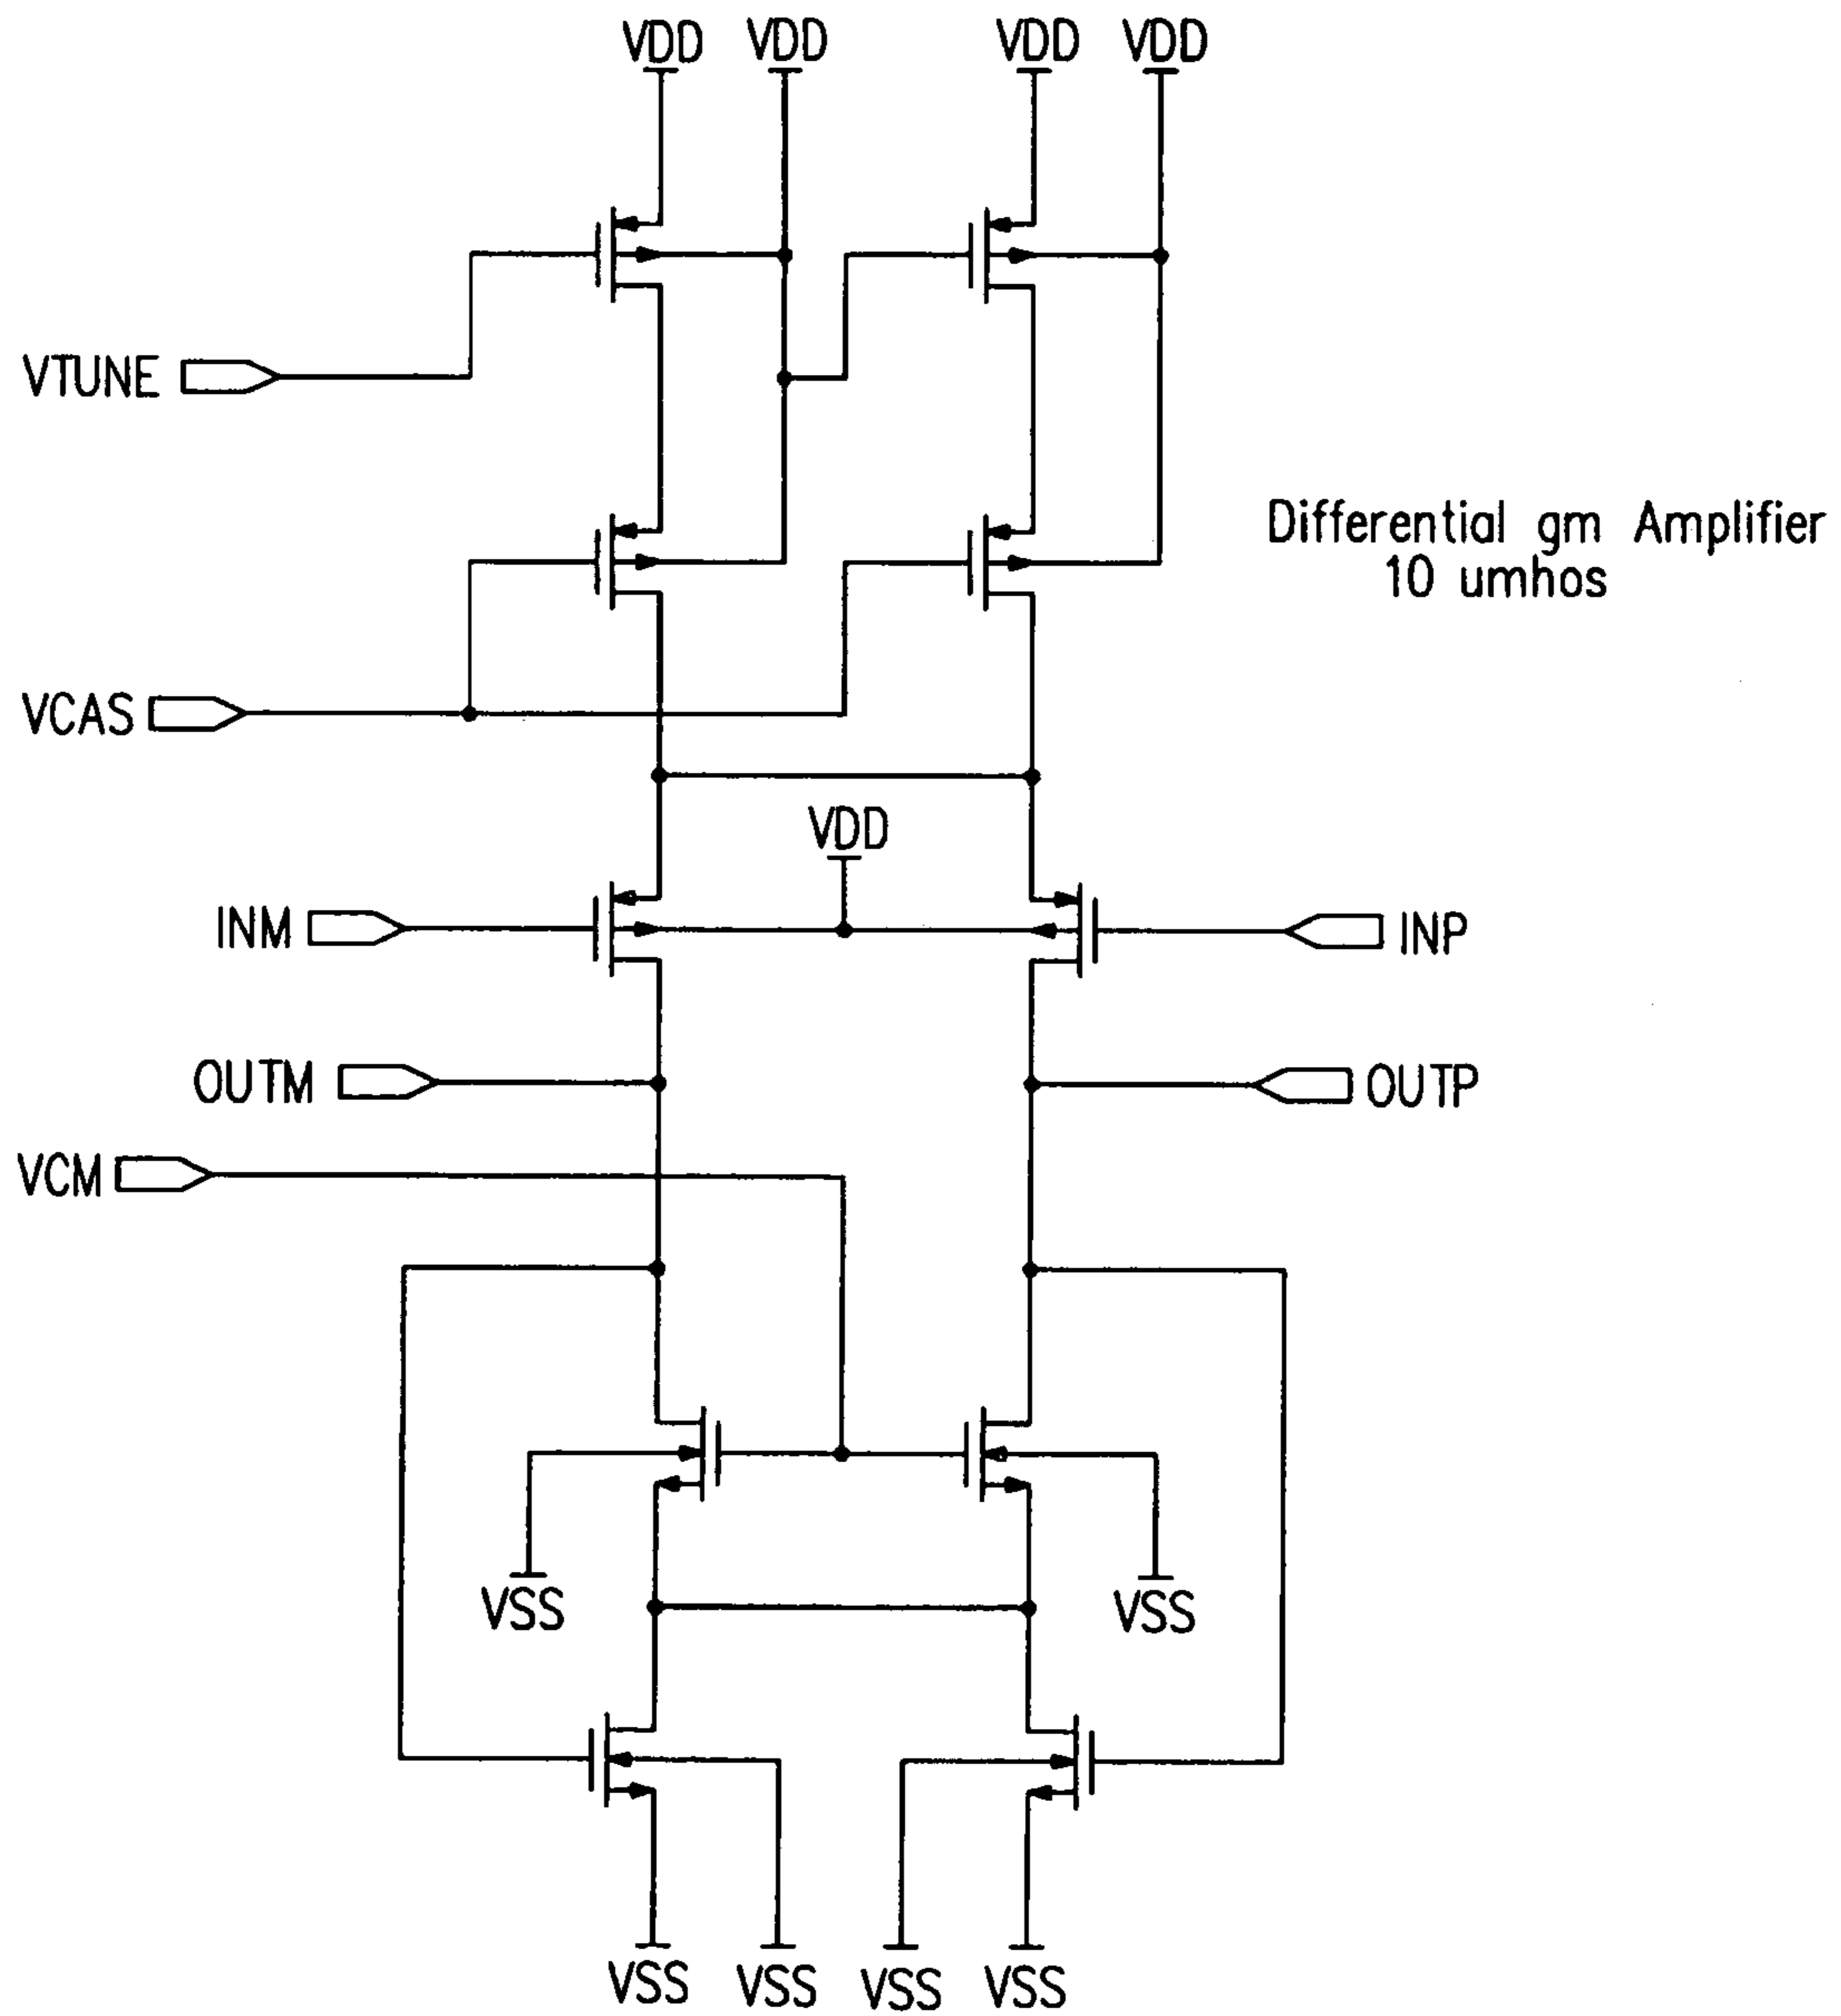 VDD VDD VDD VDD
VTUNE
Differential gm Amplifier
10 umhos
VCAS
VDD
INM INP
OUTM OUTP
VCM
VSS VSS
VSS VSS VSS VSS